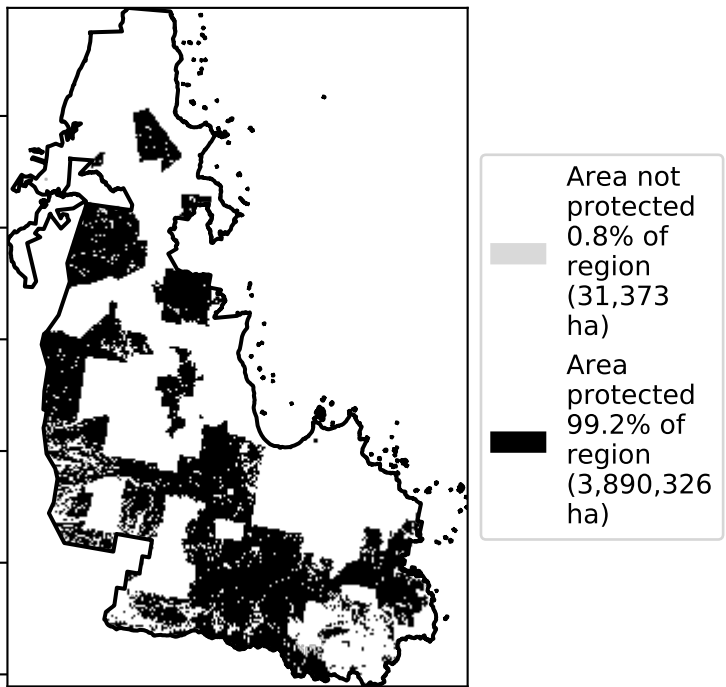 Area not
protected
0.8% of
region
(31,373
ha)
Area
protected
99.2% of
region
(3,890,326
ha)